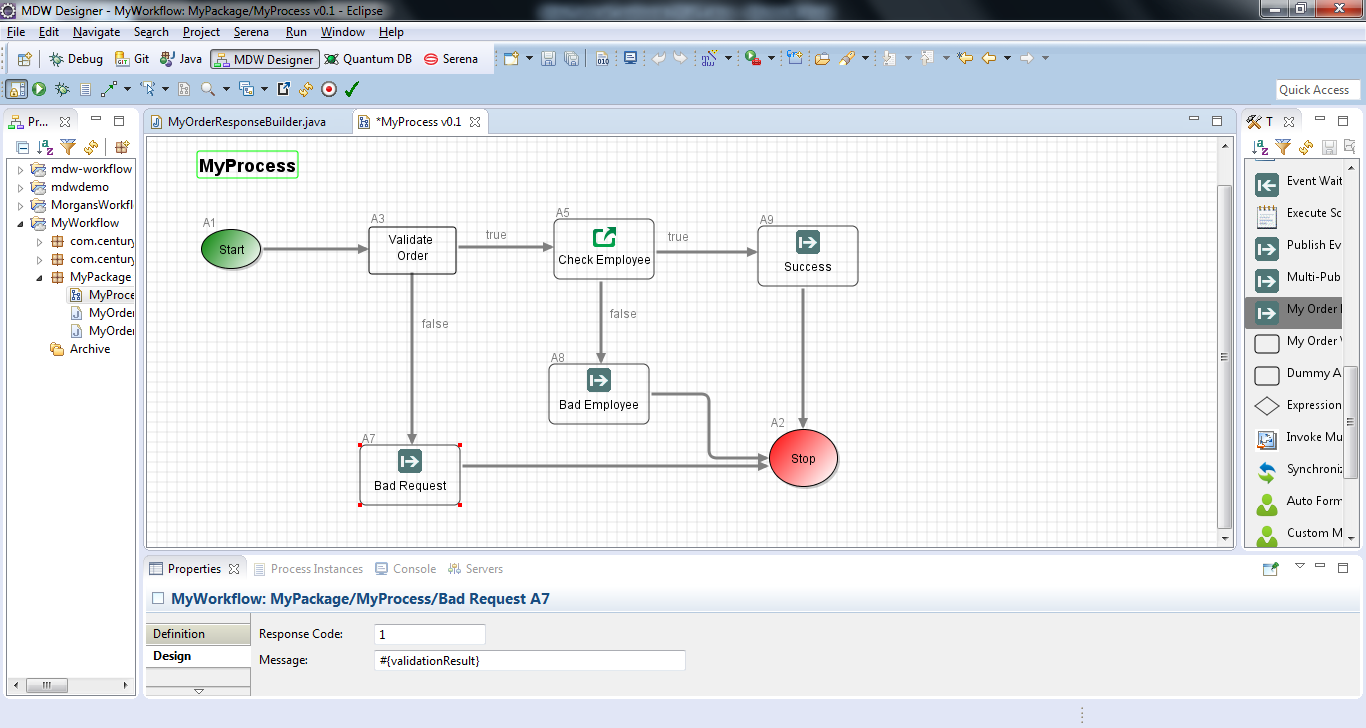 MDW Designer - MyWorkflow: MyPackage/MyProcess v0.1 - Eclipse
File Edit Navigate Search Project Serena Run Window Help
Debug Git Java MDW Designer Quantum DB Serena
Quick Access
Pr...
MyOrderResponseBuilder.java *MyProcess v0.1
T
mdw-workflow
mdwdemo
MorgansWorkfl
MyWorkflow
com.century
com.century
MyPackage
MyProce
MyOrder
MyOrder
Archive
MyProcess
A1
Start
A3
Validate
Order
true
A5
Check Employee
true
A9
Success
false
false
A8
Bad Employee
A7
Bad Request
A2
Stop
Event Wait
Execute Sc
Publish Ev
Multi-Pub
My Order
My Order
Dummy A
Expression
Invoke Mu
Synchroniz
Auto Form
Custom M
Properties Process Instances Console Servers
MyWorkflow: MyPackage/MyProcess/Bad Request A7
Definition
Design
Response Code: 1
Message: #{validationResult}